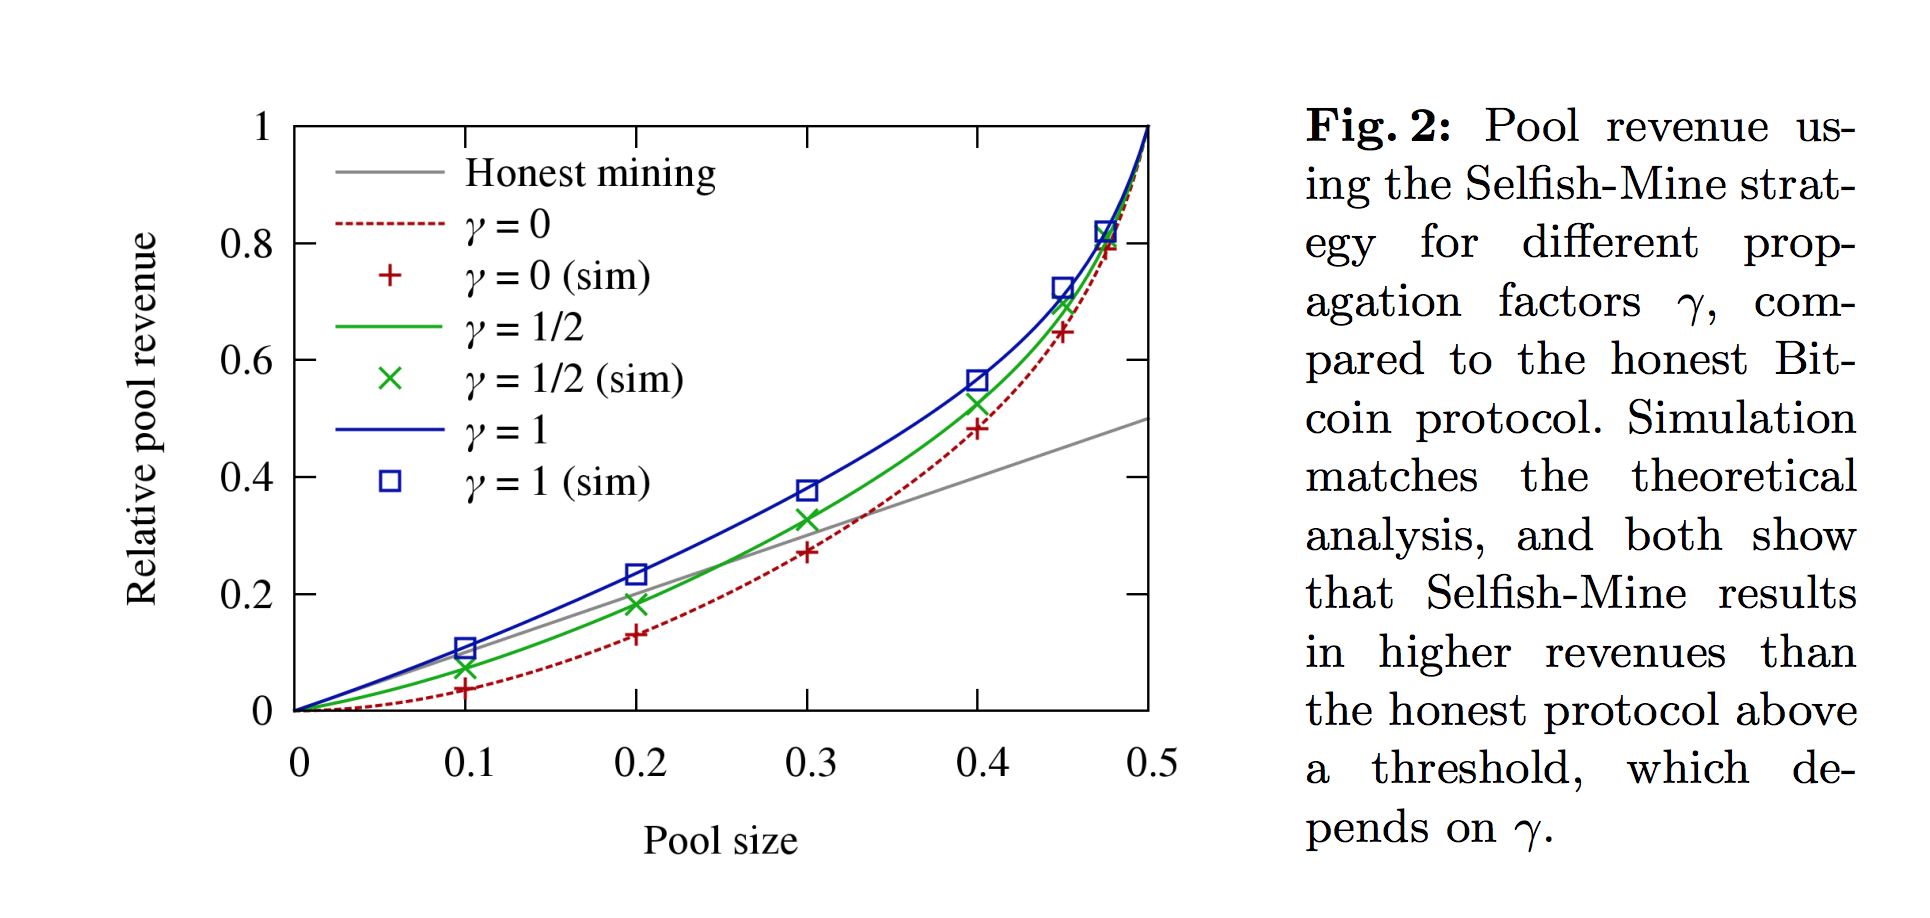 1
0.8
0.6
0.4
0.2
0
Relative pool revenue
Honest mining
γ = 0
γ = 0 (sim)
γ = 1/2
γ = 1/2 (sim)
γ = 1
γ = 1 (sim)
0 0.1 0.2 0.3 0.4 0.5
Pool size
Fig. 2: Pool revenue us-
ing the Selfish-Mine strat-
egy for different prop-
agation factors γ, com-
pared to the honest Bit-
coin protocol. Simulation
matches the theoretical
analysis, and both show
that Selfish-Mine results
in higher revenues than
the honest protocol above
a threshold, which de-
pends on γ.